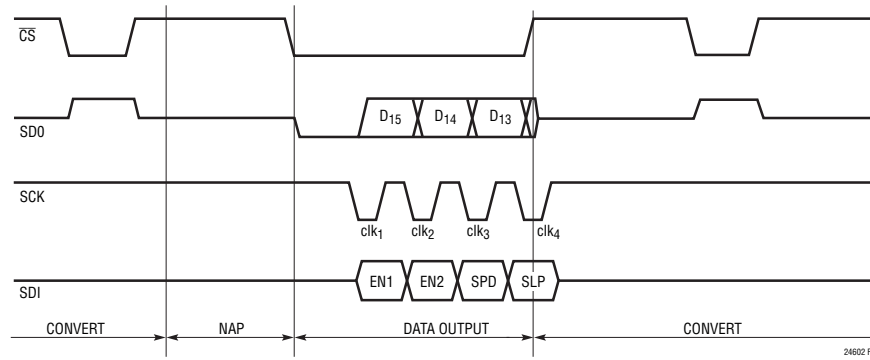 CS
D15 D14 D13
SD0
SCK
clk1 clk2 clk3 clk4
EN1 EN2 SPD SLP
SDI
CONVERT NAP DATA OUTPUT CONVERT
24602 F